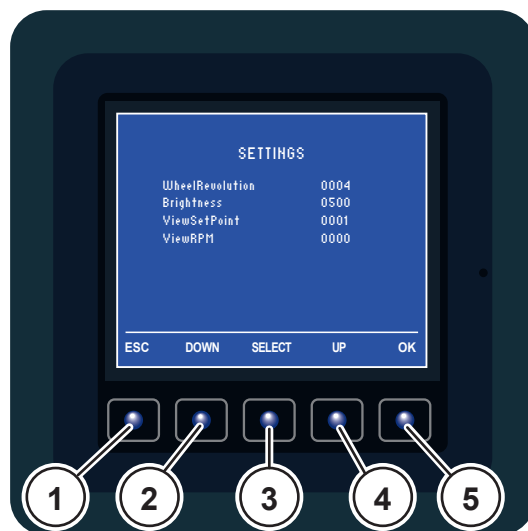 SETTINGS
WheelRevolution 0004
Brightness 0500
ViewSetPoint 0001
ViewRPM 0000
ESC DOWN SELECT UP OK
1 2 3 4 5